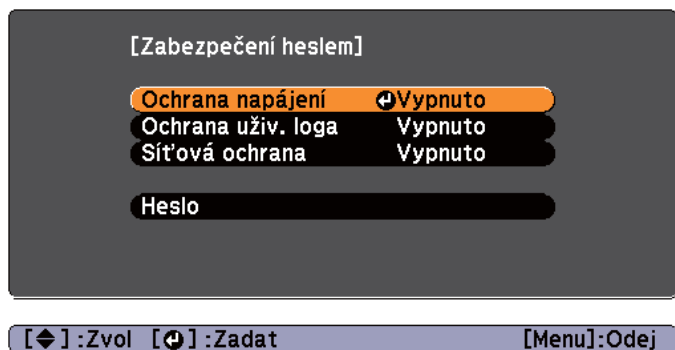 [Zabezpečení heslem]
Ochrana napájení Vypnuto
Ochrana uživ. loga Vypnuto
Síťová ochrana Vypnuto
Heslo
[◆] :Zvol [↵] :Zadat [Menu]:Odej